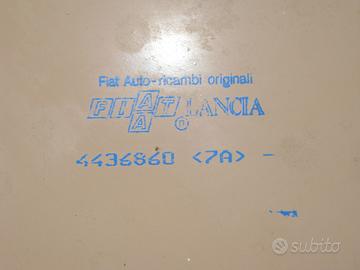 Fiat Auto-ricambi originali
FIAT LANCIA
4436860 <7A> -
subito